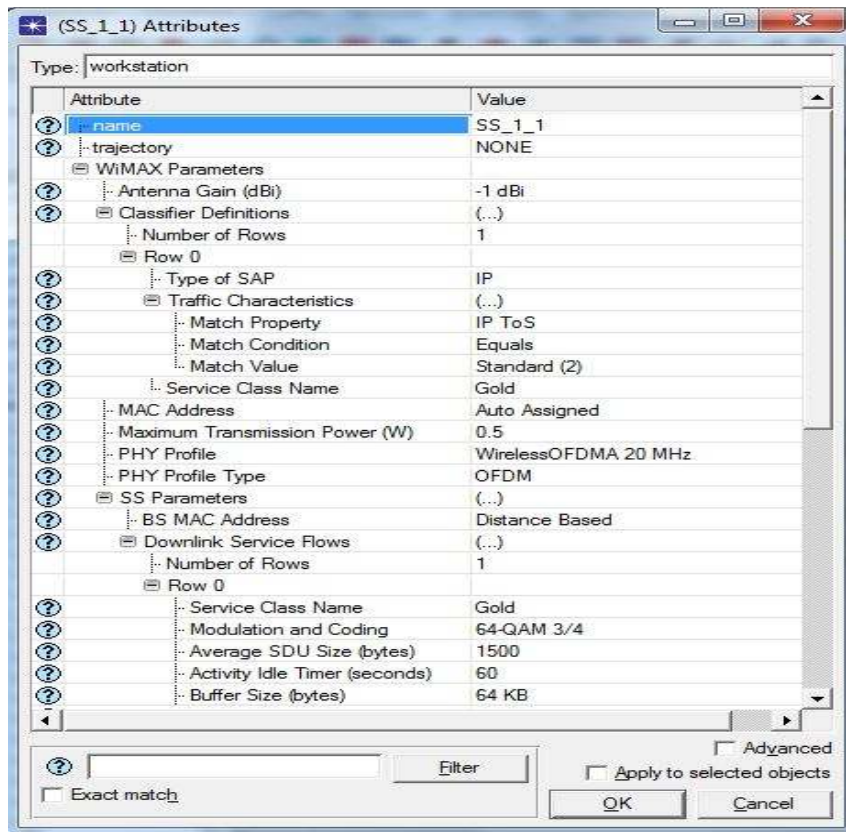 (SS_1_1) Attributes
Type: workstation
Attribute Value
name SS_1_1
trajectory NONE
WiMAX Parameters
Antenna Gain (dBi) -1 dBi
Classifier Definitions (...)
Number of Rows 1
Row 0
Type of SAP IP
Traffic Characteristics (...)
Match Property IP ToS
Match Condition Equals
Match Value Standard (2)
Service Class Name Gold
MAC Address Auto Assigned
Maximum Transmission Power (W) 0.5
PHY Profile WirelessOFDMA 20 MHz
PHY Profile Type OFDM
SS Parameters (...)
BS MAC Address Distance Based
Downlink Service Flows (...)
Number of Rows 1
Row 0
Service Class Name Gold
Modulation and Coding 64-QAM 3/4
Average SDU Size (bytes) 1500
Activity Idle Timer (seconds) 60
Buffer Size (bytes) 64 KB
Advanced
Filter
Apply to selected objects
Exact match
OK Cancel